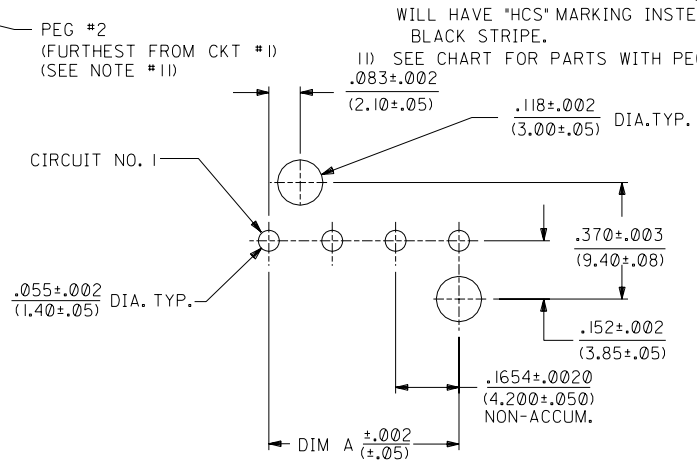 PEG #2
(FURTHEST FROM CKT #1)
(SEE NOTE #11)
WILL HAVE "HCS" MARKING
BLACK STRIPE.
11) SEE CHART FOR PARTS WITH
.083±.002
(2.10±.05)
.118±.002
(3.00±.05) DIA.TYP.
CIRCUIT NO. 1
.055±.002
(1.40±.05) DIA. TYP.
.370±.003
(9.40±.08)
.152±.002
(3.85±.05)
.1654±.0020
(4.200±.050)
NON-ACCUM.
DIM A ±.002
(±.05)